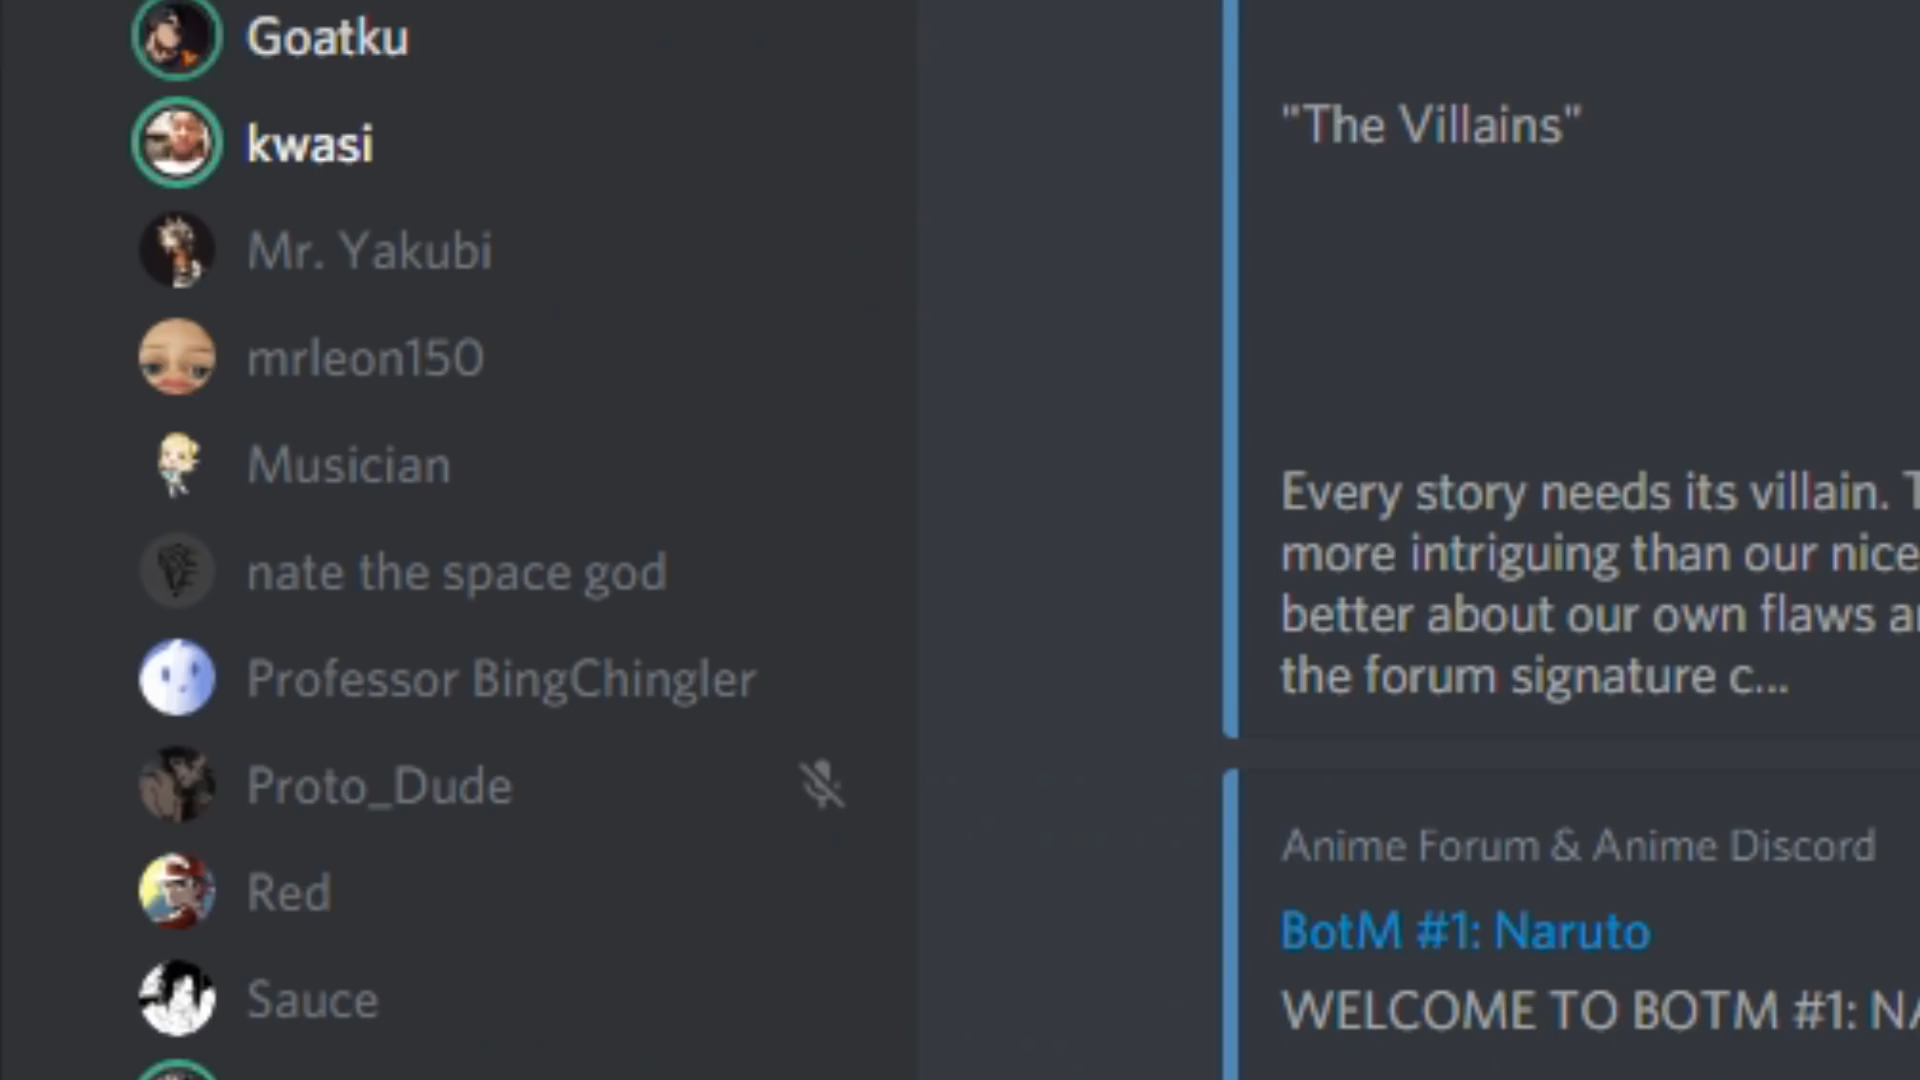 Goatku
kwasi
Mr. Yakubi
mrleon150
Musician
nate the space god
Professor BingChingler
Proto_Dude
Red
Sauce
"The Villains"
Every story needs its villain. T
more intriguing than our nice
better about our own flaws a
the forum signature c...
Anime Forum & Anime Discord
BotM #1: Naruto
WELCOME TO BOTM #1: NA